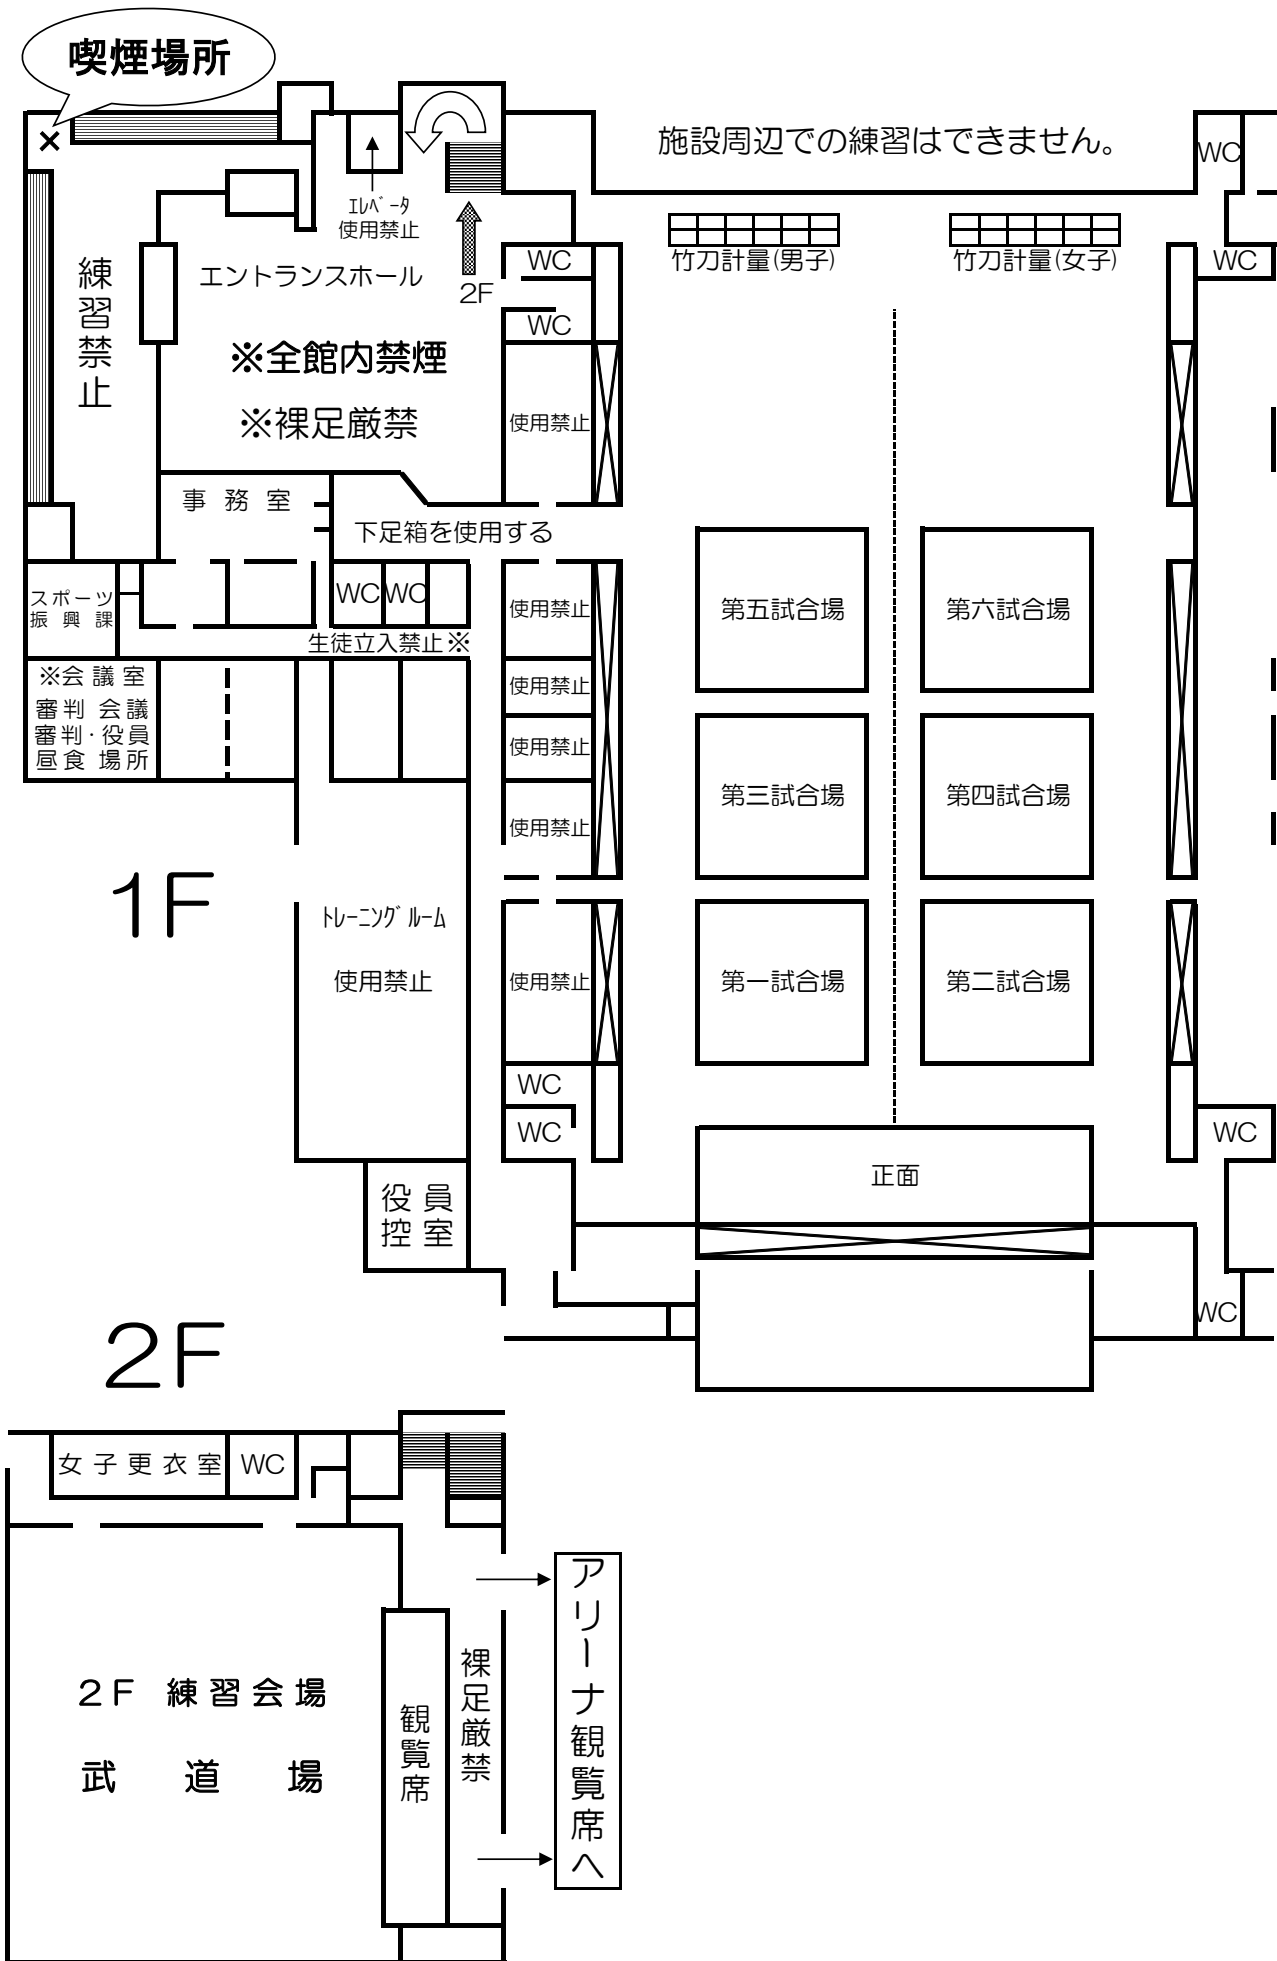 喫煙場所
×
施設周辺での練習はできません。
WC
ｴﾚﾍﾞｰﾀ
使用禁止
2F
竹刀計量(男子)
竹刀計量(女子)
WC
WC
WC
練習禁止
エントランスホール
※全館内禁煙
※裸足厳禁
使用禁止
事務室
下足箱を使用する
スポーツ
振興課
WC
WC
使用禁止
第五試合場
第六試合場
生徒立入禁止※
※会議室
審判会議
審判・役員
昼食場所
使用禁止
使用禁止
使用禁止
第三試合場
第四試合場
1F
ﾄﾚｰﾆﾝｸﾞﾙｰﾑ
使用禁止
使用禁止
第一試合場
第二試合場
WC
WC
WC
正面
役員
控室
WC
2F
女子更衣室
WC
アリーナ観覧席へ
裸足厳禁
観覧席
2F 練習会場
武道場